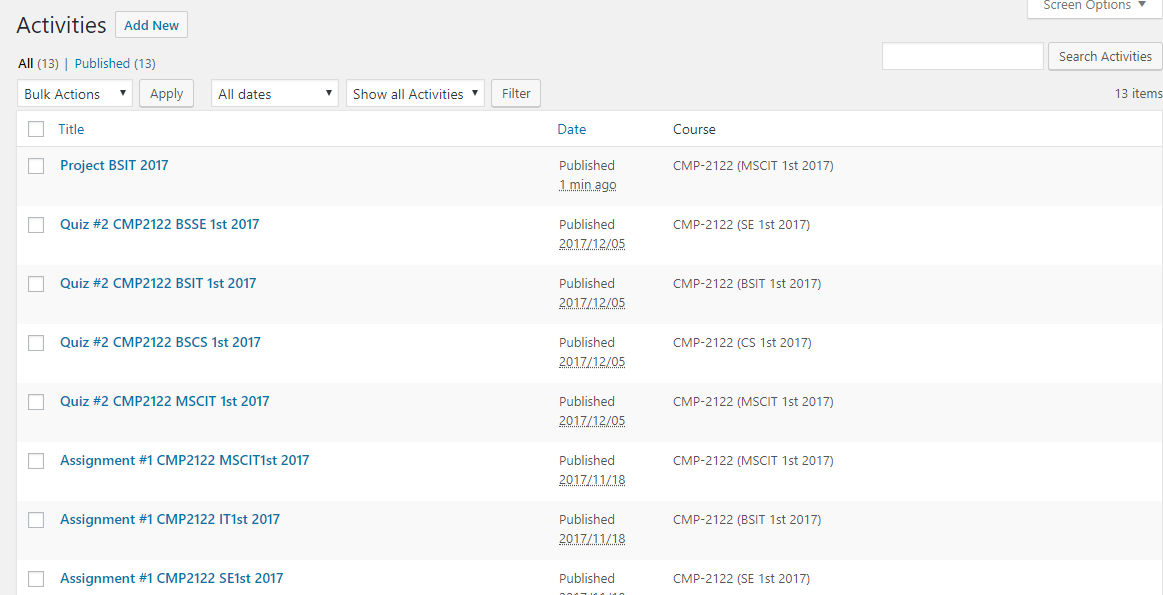 Screen Options
Activities Add New
All (13) | Published (13)
Search Activities
Bulk Actions Apply All dates Show all Activities Filter 13 items
Title Date Course
Project BSIT 2017 Published CMP-2122 (MSCIT 1st 2017)
1 min ago
Quiz #2 CMP2122 BSSE 1st 2017 Published CMP-2122 (SE 1st 2017)
2017/12/05
Quiz #2 CMP2122 BSIT 1st 2017 Published CMP-2122 (BSIT 1st 2017)
2017/12/05
Quiz #2 CMP2122 BSCS 1st 2017 Published CMP-2122 (CS 1st 2017)
2017/12/05
Quiz #2 CMP2122 MSCIT 1st 2017 Published CMP-2122 (MSCIT 1st 2017)
2017/12/05
Assignment #1 CMP2122 MSCIT1st 2017 Published CMP-2122 (MSCIT 1st 2017)
2017/11/18
Assignment #1 CMP2122 IT1st 2017 Published CMP-2122 (BSIT 1st 2017)
2017/11/18
Assignment #1 CMP2122 SE1st 2017 Published CMP-2122 (SE 1st 2017)